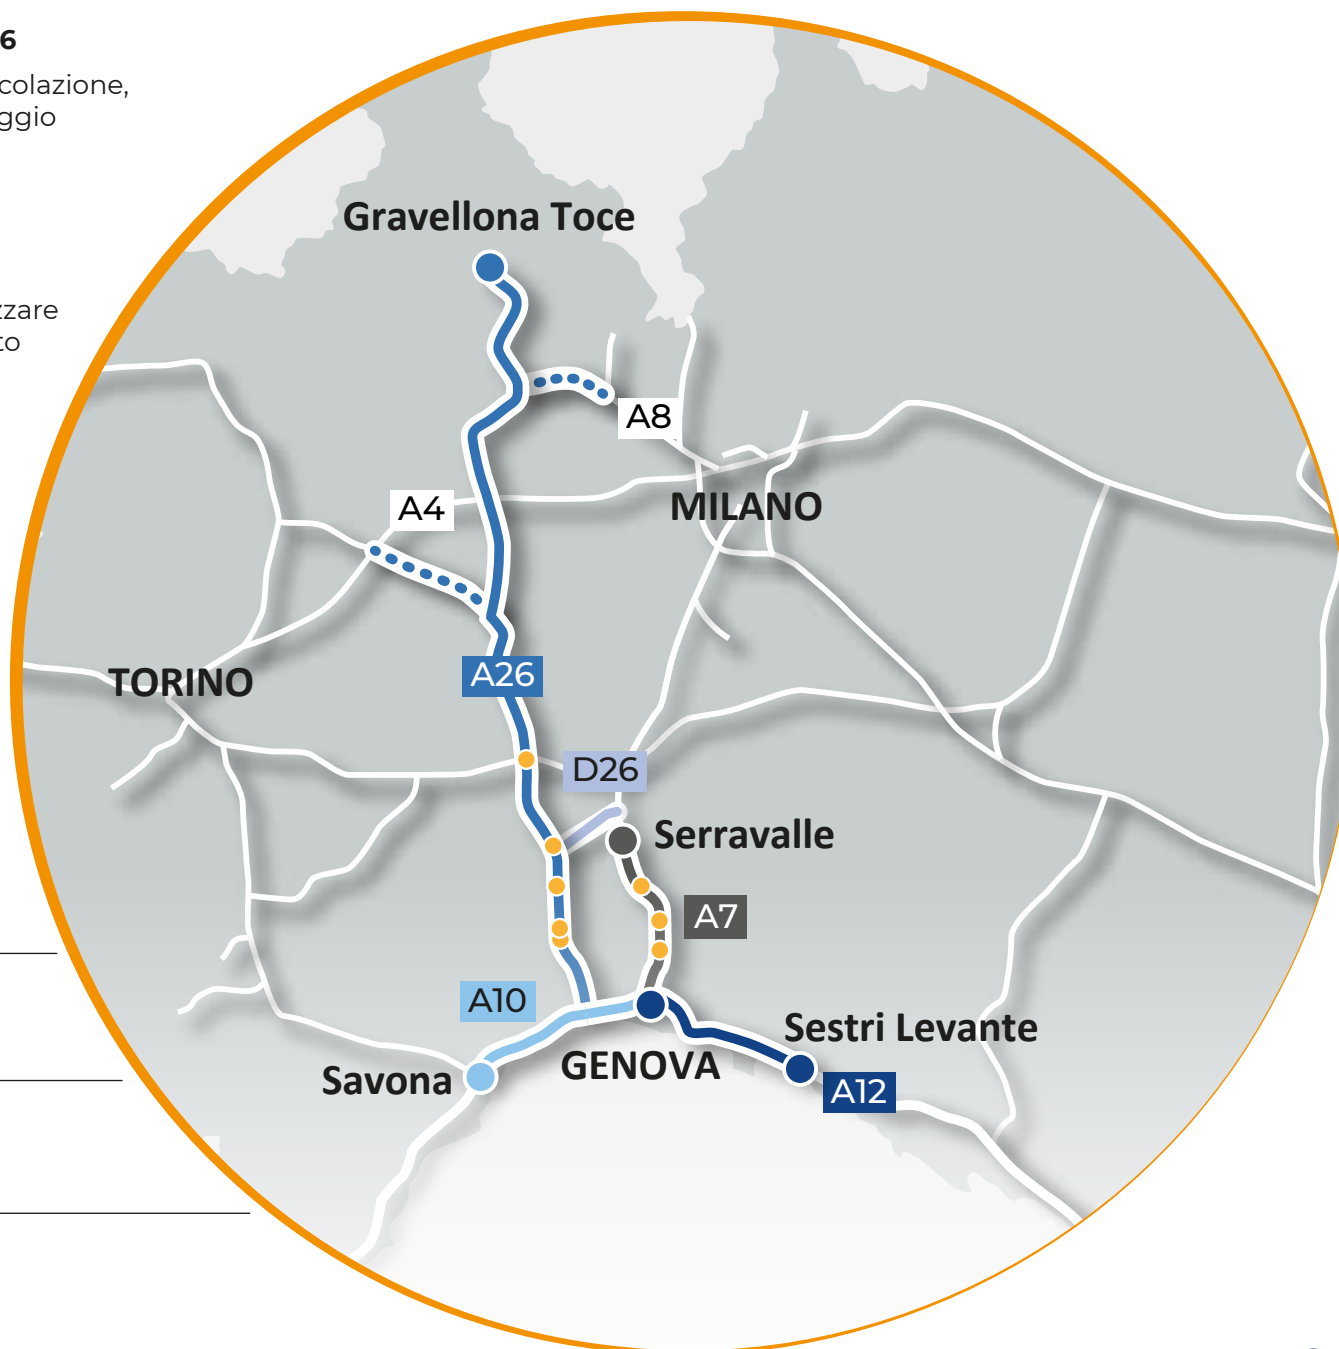 6
colazione,
ggio
zzare
to
Gravellona Toce
A8
A4
MILANO
TORINO
A26
D26
Serravalle
A7
A10
Sestri Levante
GENOVA
Savona
A12